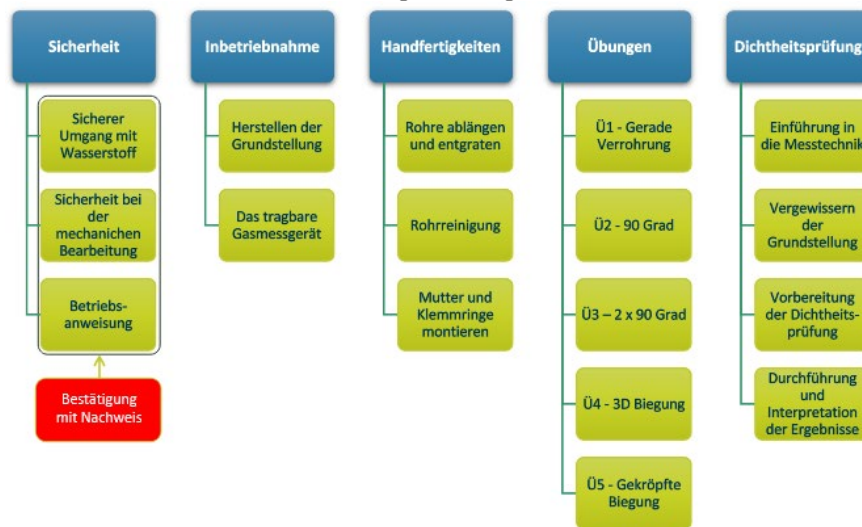 Sicherheit
Sicherer
Umgang mit
Wasserstoff
Sicherheit bei
der
mechanichen
Bearbeitung
Betriebs-
anweisung
Bestätigung
mit Nachweis
Inbetriebnahme
Herstellen der
Grundstellung
Das tragbare
Gasmessgerät
Handfertigkeiten
Rohre ablängen
und entgraten
Rohrreinigung
Mutter und
Klemmringe
montieren
Übungen
Ü1 - Gerade
Verrohrung
Ü2 - 90 Grad
Ü3 – 2 x 90 Grad
Ü4 - 3D Biegung
Ü5 - Gekröpfte
Biegung
Dichtheitsprüfung
Einführung in
die Messtechnik
Vergewissern
der
Grundstellung
Vorbereitung
der Dichtheits-
prüfung
Durchführung
und
Interpretation
der Ergebnisse